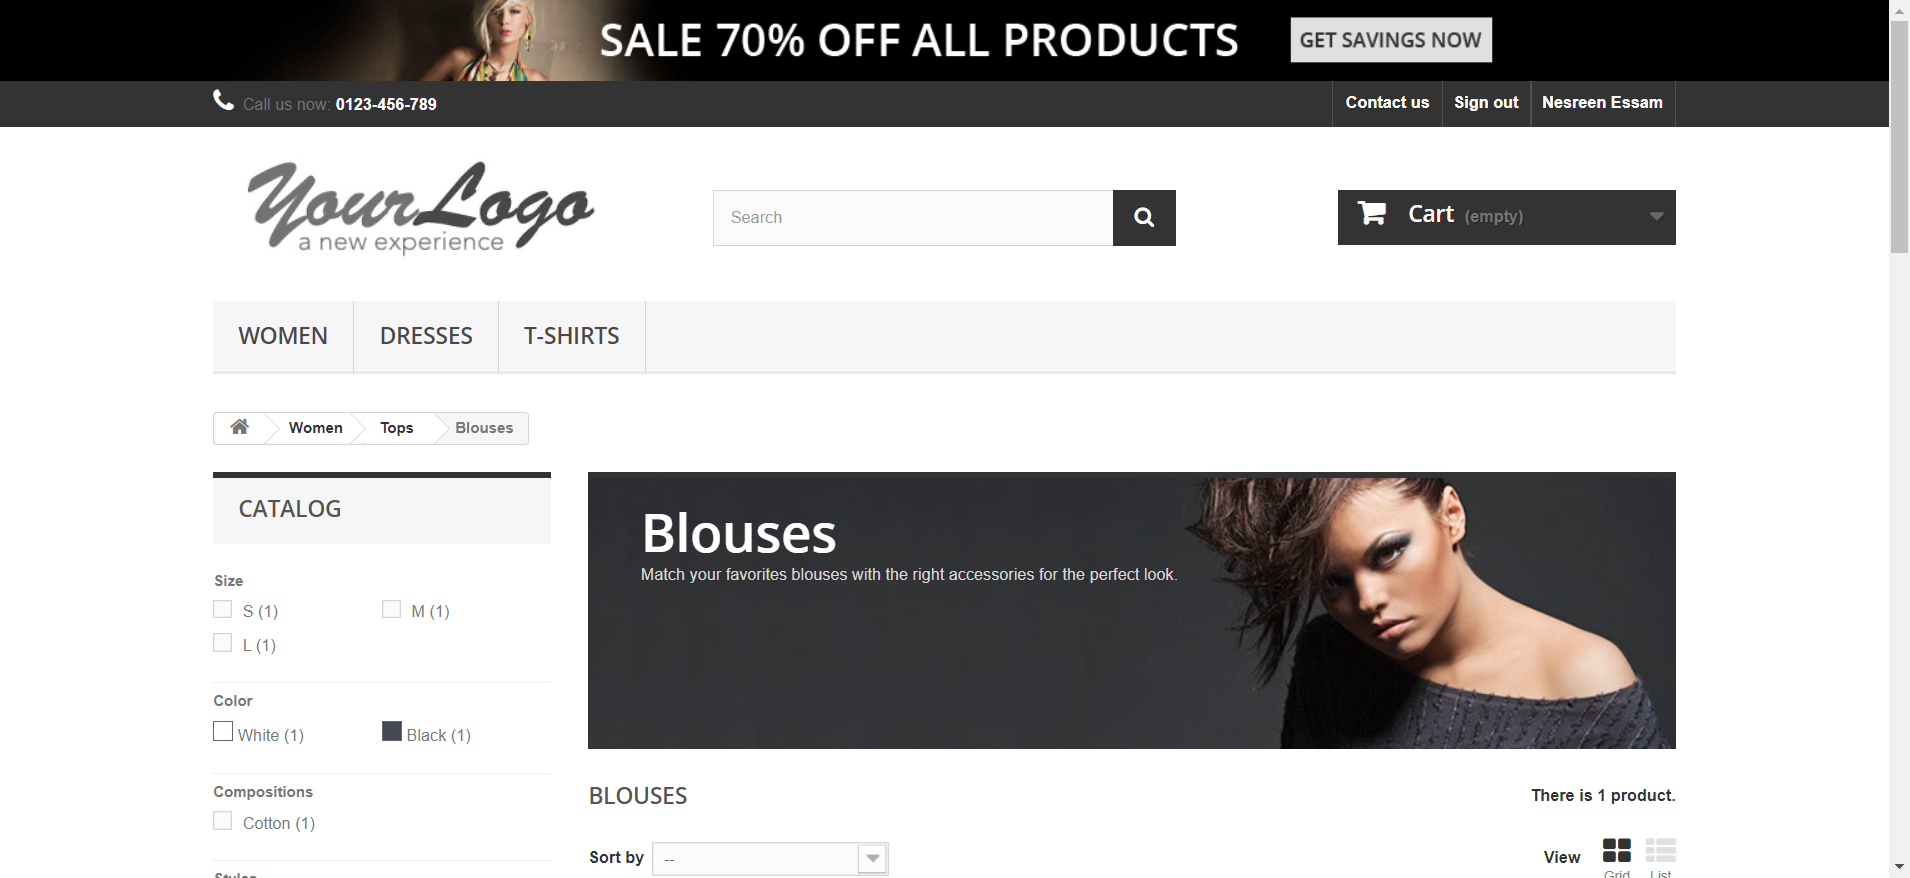 SALE 70% OFF ALL PRODUCTS GET SAVINGS NOW
Call us now: 0123-456-789 Contact us Sign out Nesreen Essam
Your Logo
a new experience
Search
Cart (empty)
WOMEN DRESSES T-SHIRTS
Women Tops Blouses
CATALOG
Size
S (1) M (1)
L (1)
Color
White (1) Black (1)
Compositions
Cotton (1)
Styles
Blouses
Match your favorites blouses with the right accessories for the perfect look.
BLOUSES There is 1 product.
Sort by -- View
Grid List